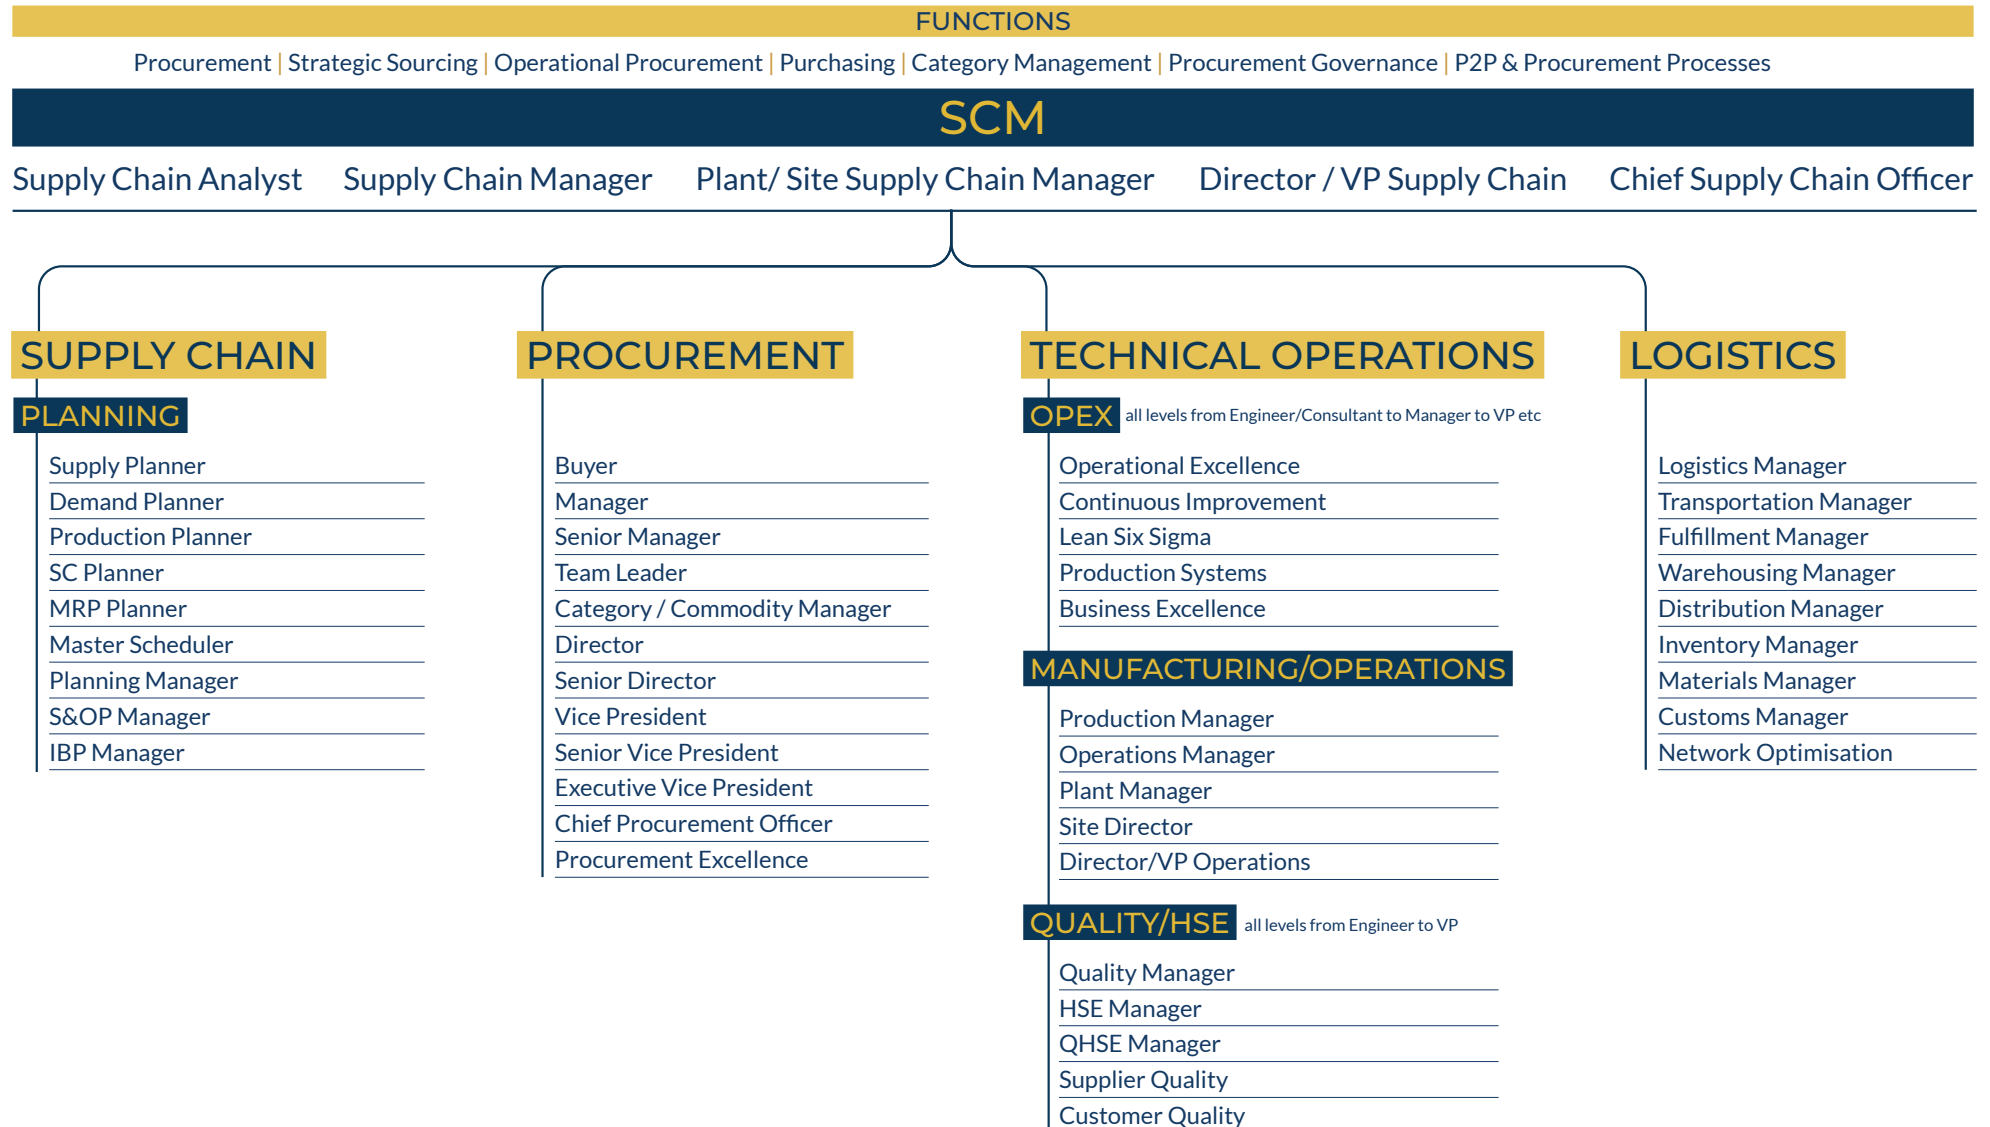 FUNCTIONS
Procurement | Strategic Sourcing | Operational Procurement | Purchasing | Category Management | Procurement Governance | P2P & Procurement Processes
SCM
Supply Chain Analyst
Supply Chain Manager
Plant/ Site Supply Chain Manager
Director / VP Supply Chain
Chief Supply Chain Officer
SUPPLY CHAIN
PLANNING
Supply Planner
Demand Planner
Production Planner
SC Planner
MRP Planner
Master Scheduler
Planning Manager
S&OP Manager
IBP Manager
PROCUREMENT
Buyer
Manager
Senior Manager
Team Leader
Category / Commodity Manager
Director
Senior Director
Vice President
Senior Vice President
Executive Vice President
Chief Procurement Officer
Procurement Excellence
TECHNICAL OPERATIONS
OPEX all levels from Engineer/Consultant to Manager to VP etc
Operational Excellence
Continuous Improvement
Lean Six Sigma
Production Systems
Business Excellence
MANUFACTURING/OPERATIONS
Production Manager
Operations Manager
Plant Manager
Site Director
Director/VP Operations
QUALITY/HSE all levels from Engineer to VP
Quality Manager
HSE Manager
QHSE Manager
Supplier Quality
Customer Quality
LOGISTICS
Logistics Manager
Transportation Manager
Fulfillment Manager
Warehousing Manager
Distribution Manager
Inventory Manager
Materials Manager
Customs Manager
Network Optimisation